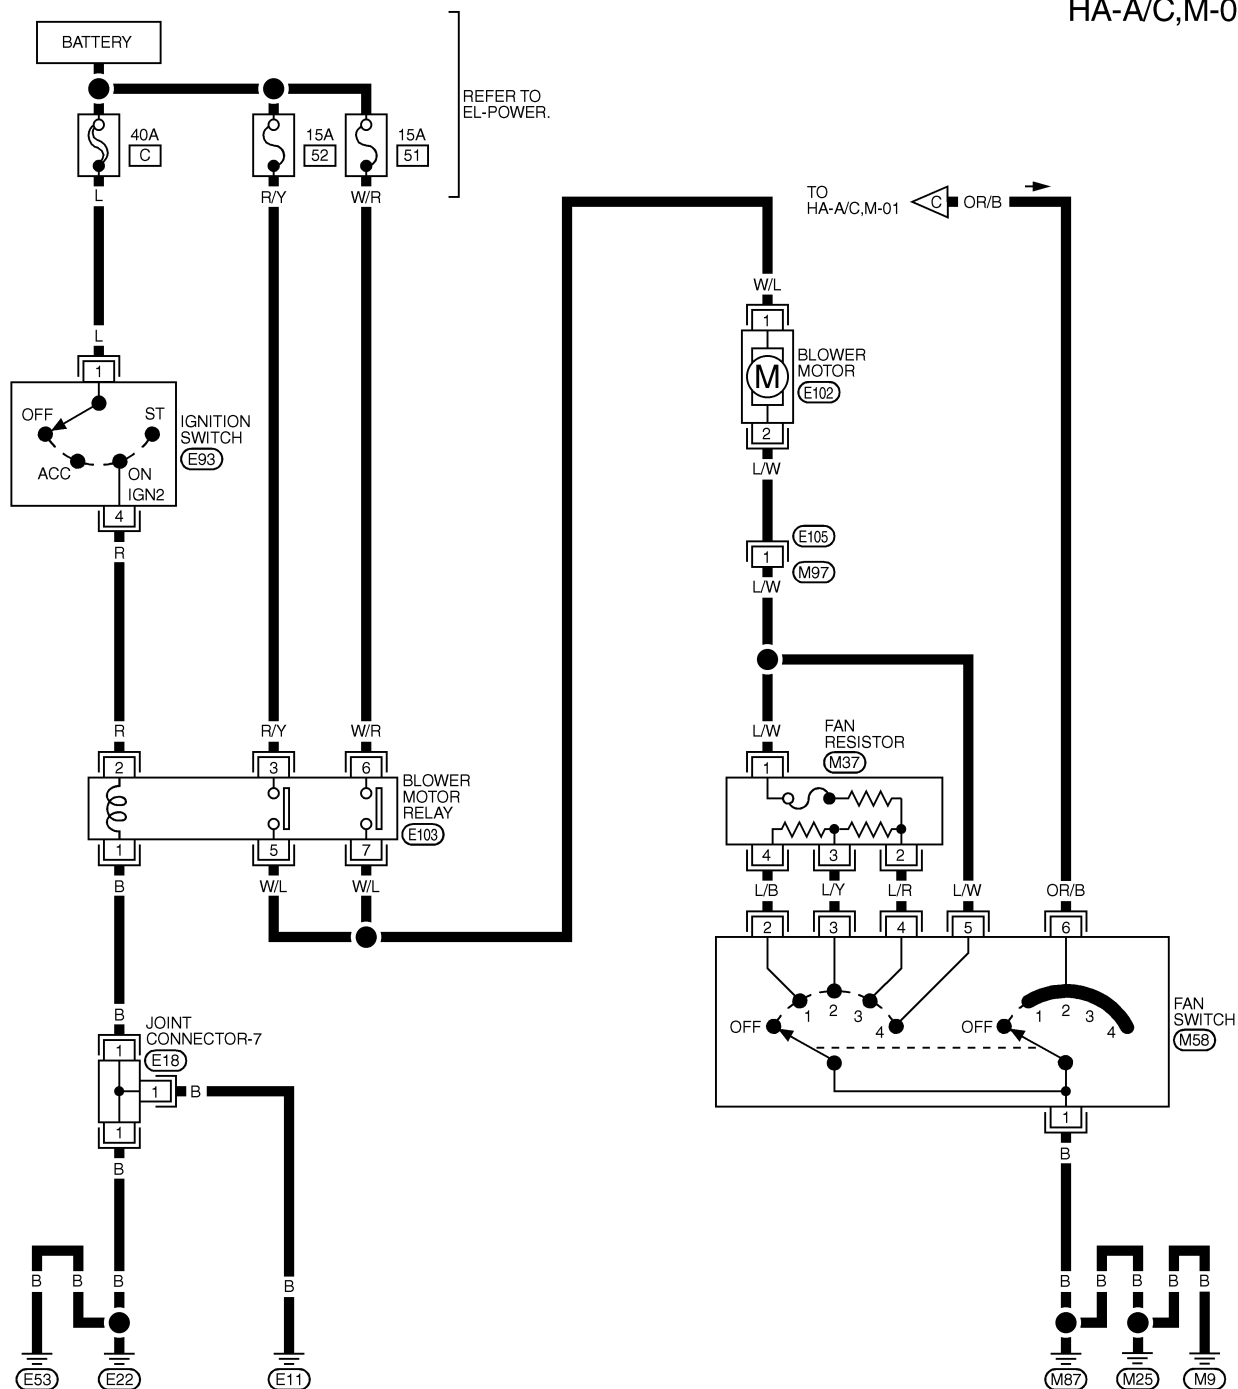 HA-A/C,M-0
BATTERY
REFER TO
EL-POWER.
40A
C
15A
52
15A
51
L
R/Y
W/R
TO
HA-A/C,M-01
C
OR/B
W/L
1
BLOWER
MOTOR
E102
M
2
L/W
L
1
OFF
ST
IGNITION
SWITCH
E93
ACC
ON
IGN2
4
R
E105
1
M97
L/W
R
R/Y
W/R
L/W
FAN
RESISTOR
M37
2
3
6
BLOWER
MOTOR
RELAY
E103
1
1
5
7
4
3
2
B
W/L
W/L
L/B
L/Y
L/R
L/W
OR/B
2
3
4
5
6
OFF
1
2
3
4
OFF
1
2
3
4
FAN
SWITCH
M58
B
JOINT
CONNECTOR-7
E18
1
1
B
1
1
B
B
B
B
B
B
B
B
B
B
B
B
E53
E22
E11
M87
M25
M9